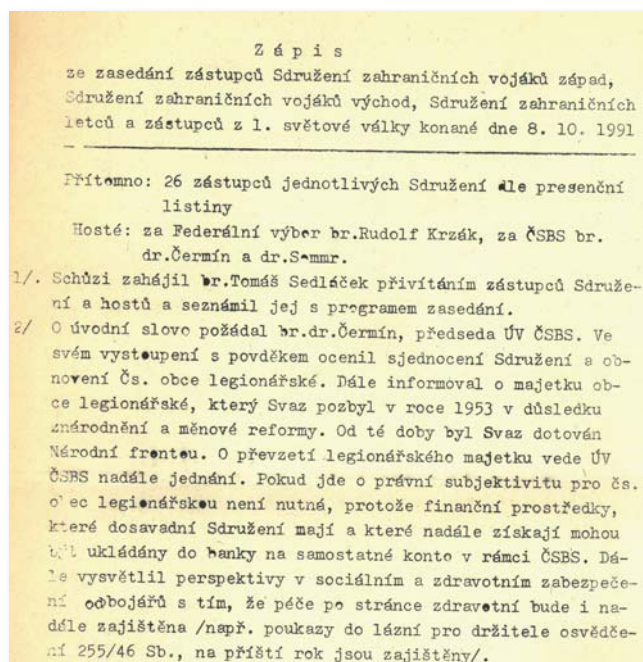 Z á p i s
ze zasedání zástupců Sdružení zahraničních vojáků západ,
Sdružení zahraničních vojáků východ, Sdružení zahraničních
letců a zástupců z 1. světové války konané dne 8. 10. 1991
Přítomno: 26 zástupců jednotlivých Sdružení dle presenční
listiny
Hosté: za Federální výbor br.Rudolf Krzák, za ČSBS br.
dr.Čermín a dr.Sommr.
1/. Schůzi zahájil br.Tomáš Sedláček přivítáním zástupců Sdruže-
ní a hostů a seznámil jej s programem zasedání.
2/ O úvodní slovo požádal br.dr.Čermín, předseda ÚV ČSBS. Ve
svém vystoupení s povděkem ocenil sjednocení Sdružení a ob-
novení Čs. obce legionářské. Dále informoval o majetku ob-
ce legionářské, který Svaz pozbyl v roce 1953 v důsledku
znárodnění a měnové reformy. Od té doby byl Svaz dotován
Národní frontou. O převzetí legionářského majetku vede ÚV
ČSBS nadále jednání. Pokud jde o právní subjektivitu pro čs.
obec legionářskou není nutná, protože finanční prostředky,
které dosavadní Sdružení mají a které nadále získají mohou
být ukládány do banky na samostatné konto v rámci ČSBS. Dá-
le vysvětlil perspektivy v sociálním a zdravotním zabezpeče-
ní odbojářů s tím, že péče po stránce zdravotní bude i na-
dále zajištěna /např. poukazy do lázní pro držitele osvědče-
ní 255/46 Sb., na příští rok jsou zajištěny/.